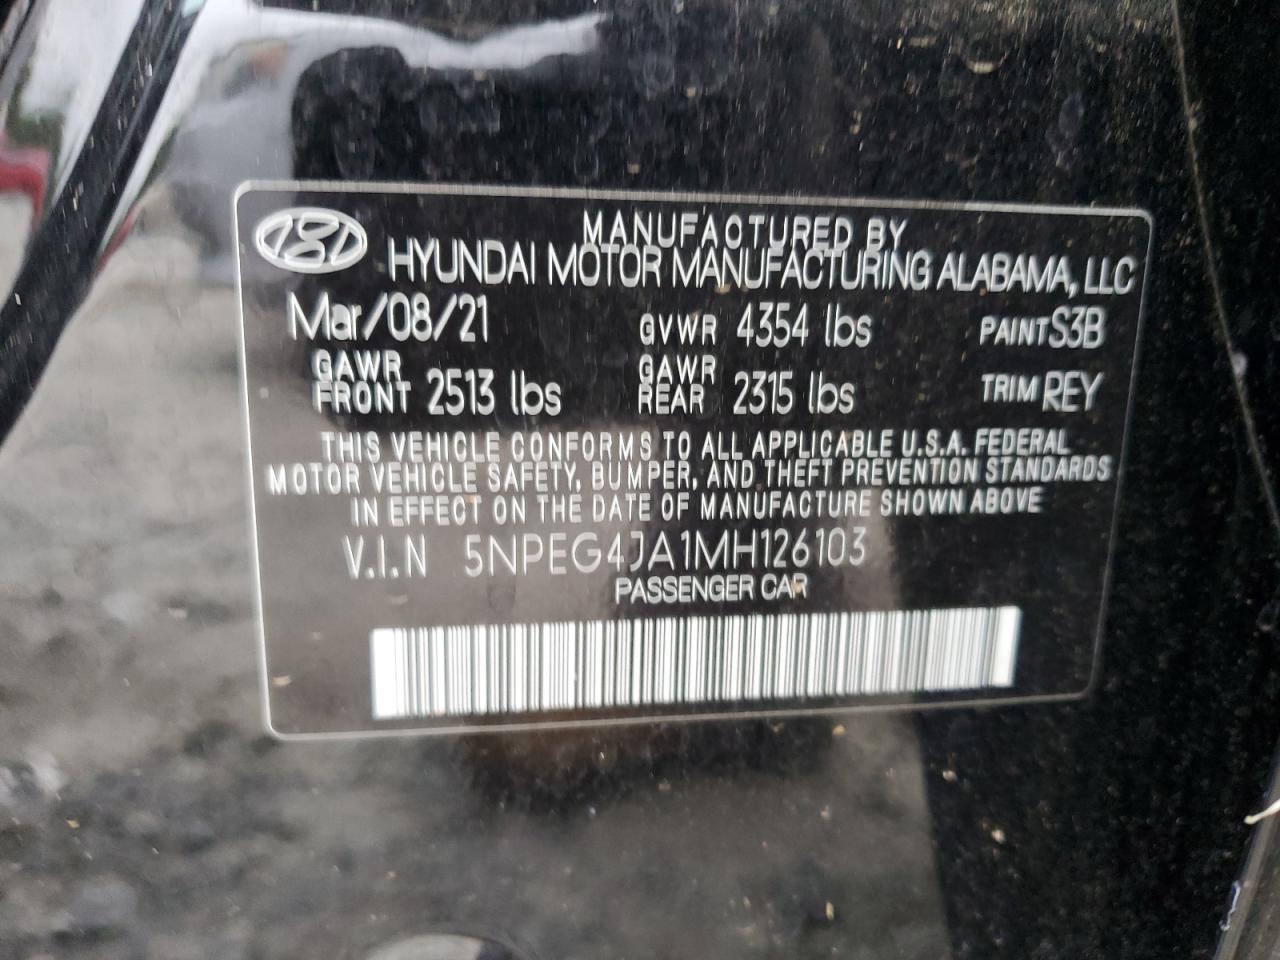 MANUFACTURED BY
HYUNDAI MOTOR MANUFACTURING ALABAMA, LLC
Mar/08/21 GVWR 4354 lbs PAINT S3B
GAWR FRONT 2513 lbs GAWR REAR 2315 lbs TRIM REY
THIS VEHICLE CONFORMS TO ALL APPLICABLE U.S.A. FEDERAL
MOTOR VEHICLE SAFETY, BUMPER, AND THEFT PREVENTION STANDARDS
IN EFFECT ON THE DATE OF MANUFACTURE SHOWN ABOVE
V.I.N 5NPEG4JA1MH126103
PASSENGER CAR